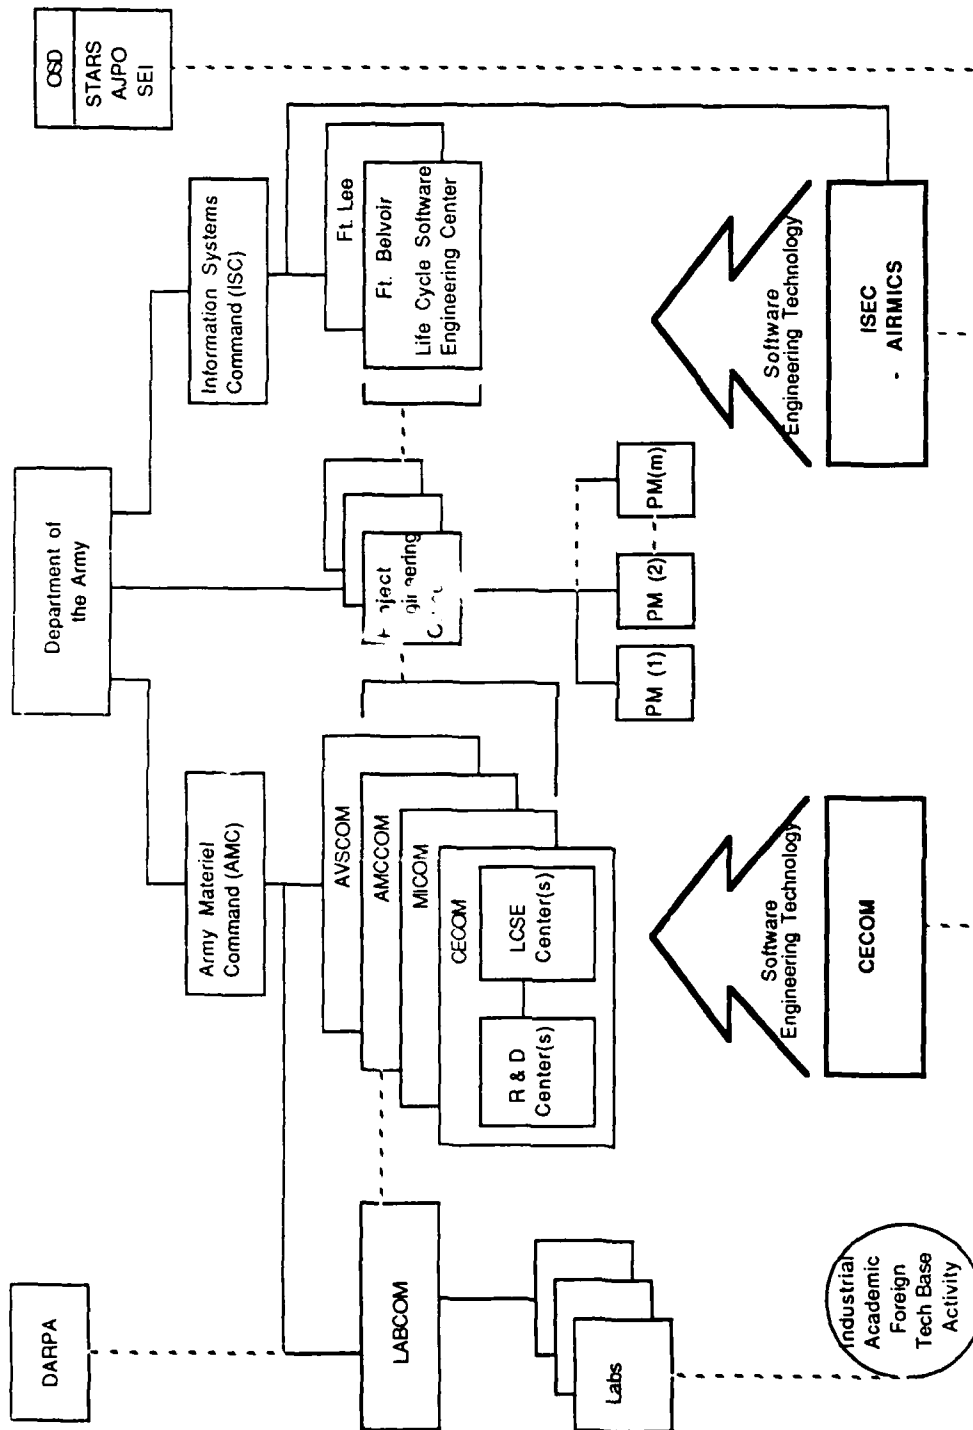 DARPA
Department of
the Army
OSD
STARS
AJPO
SEI
Army Materiel
Command (AMC)
Information Systems
Command (ISC)
LABCOM
AVSCOM
AMCCOM
MICOM
CECOM
R & D
Center(s)
LCSE
Center(s)
Ft. Lee
Ft. Belvoir
Life Cycle Software
Engineering Center
Labs
PM (1)
PM (2)
PM(m)
Industrial
Academic
Foreign
Tech Base
Activity
Software
Engineering Technology
CECOM
Software
Engineering Technology
ISEC
- AIRMICS